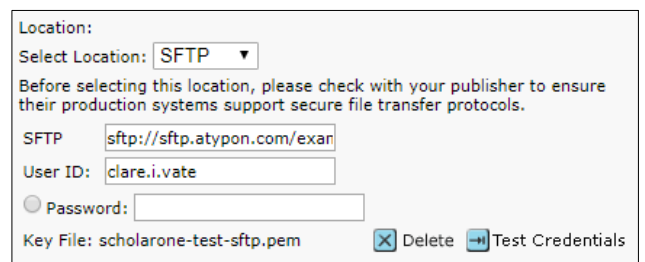 Location:
Select Location: SFTP
Before selecting this location, please check with your publisher to ensure
their production systems support secure file transfer protocols.
SFTP sftp://sftp.atypon.com/exan
User ID: clare.i.vate
Password:
Key File: scholarone-test-sftp.pem Delete Test Credentials